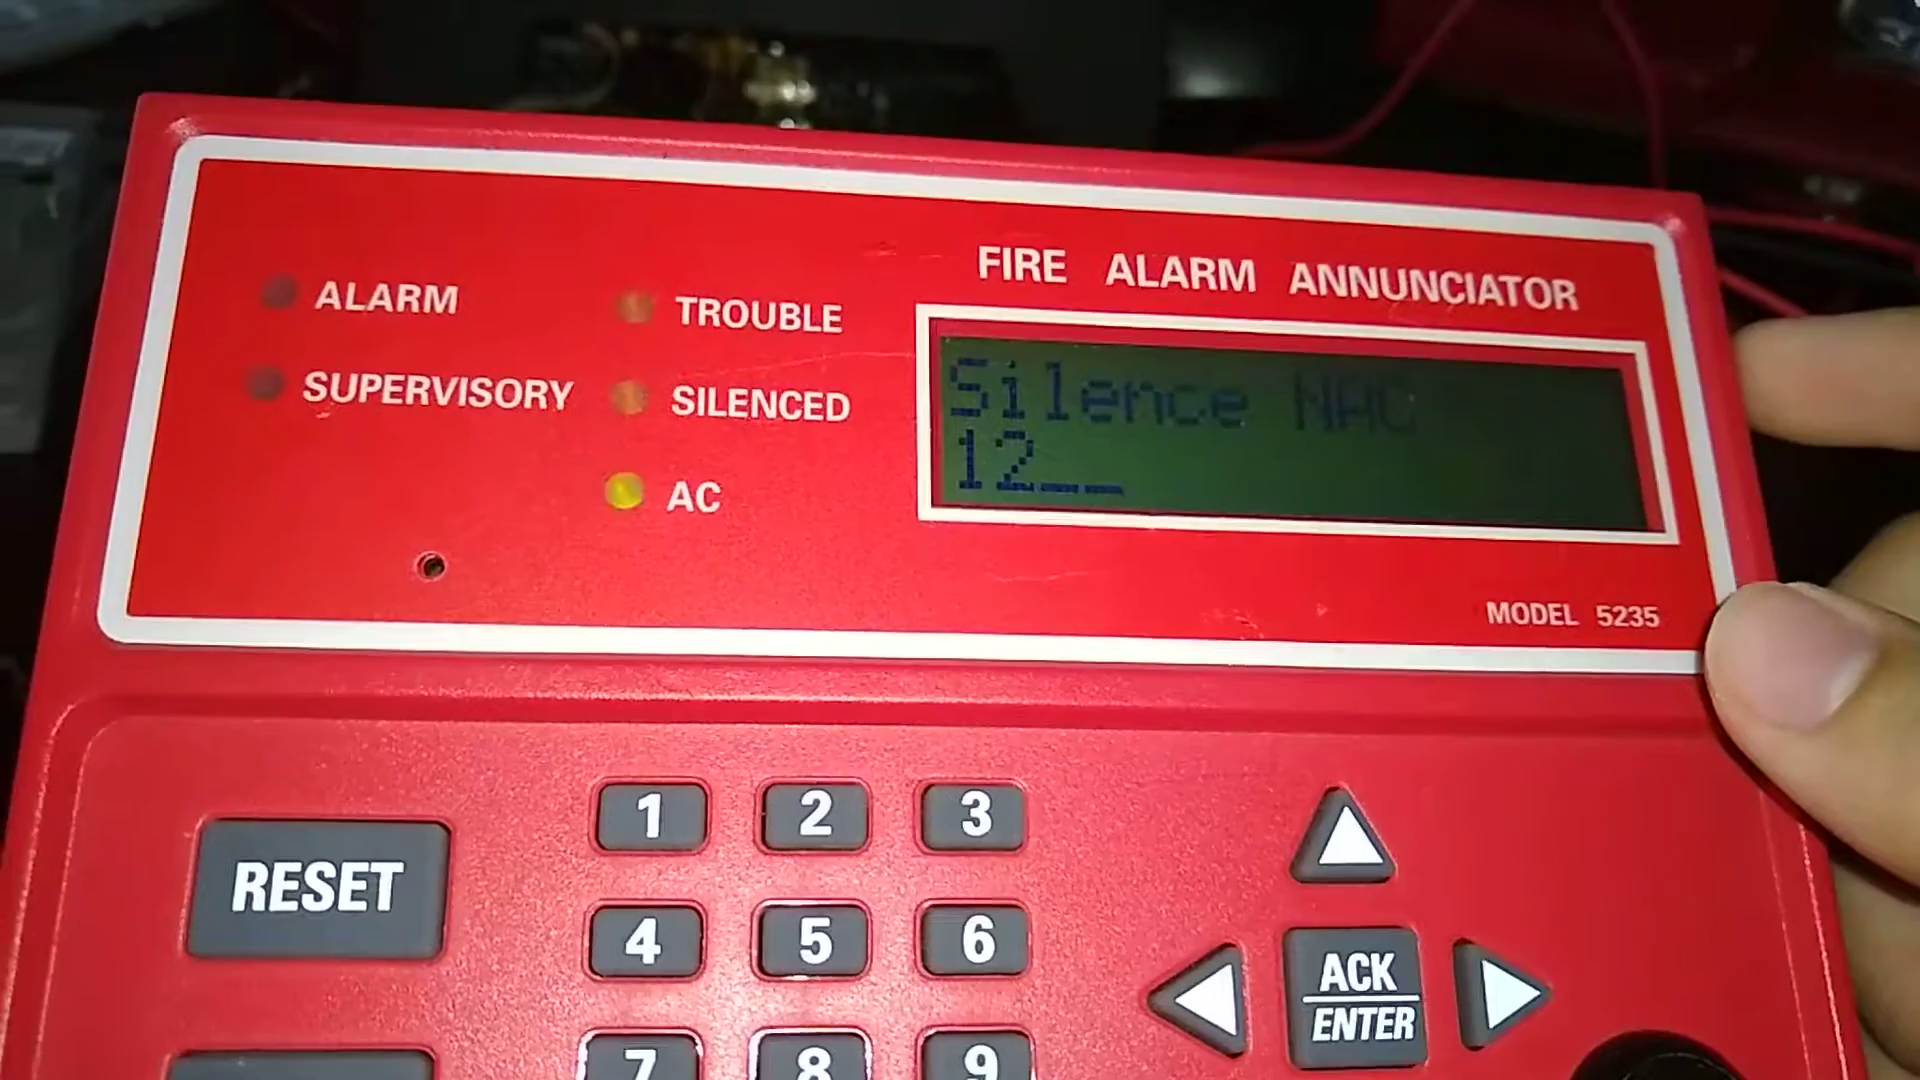 FIRE ALARM ANNUNCIATOR
ALARM
TROUBLE
SUPERVISORY
SILENCED
AC
Silence NAC
12__
MODEL 5235
RESET
1
2
3
4
5
6
7
8
9
ACK
ENTER